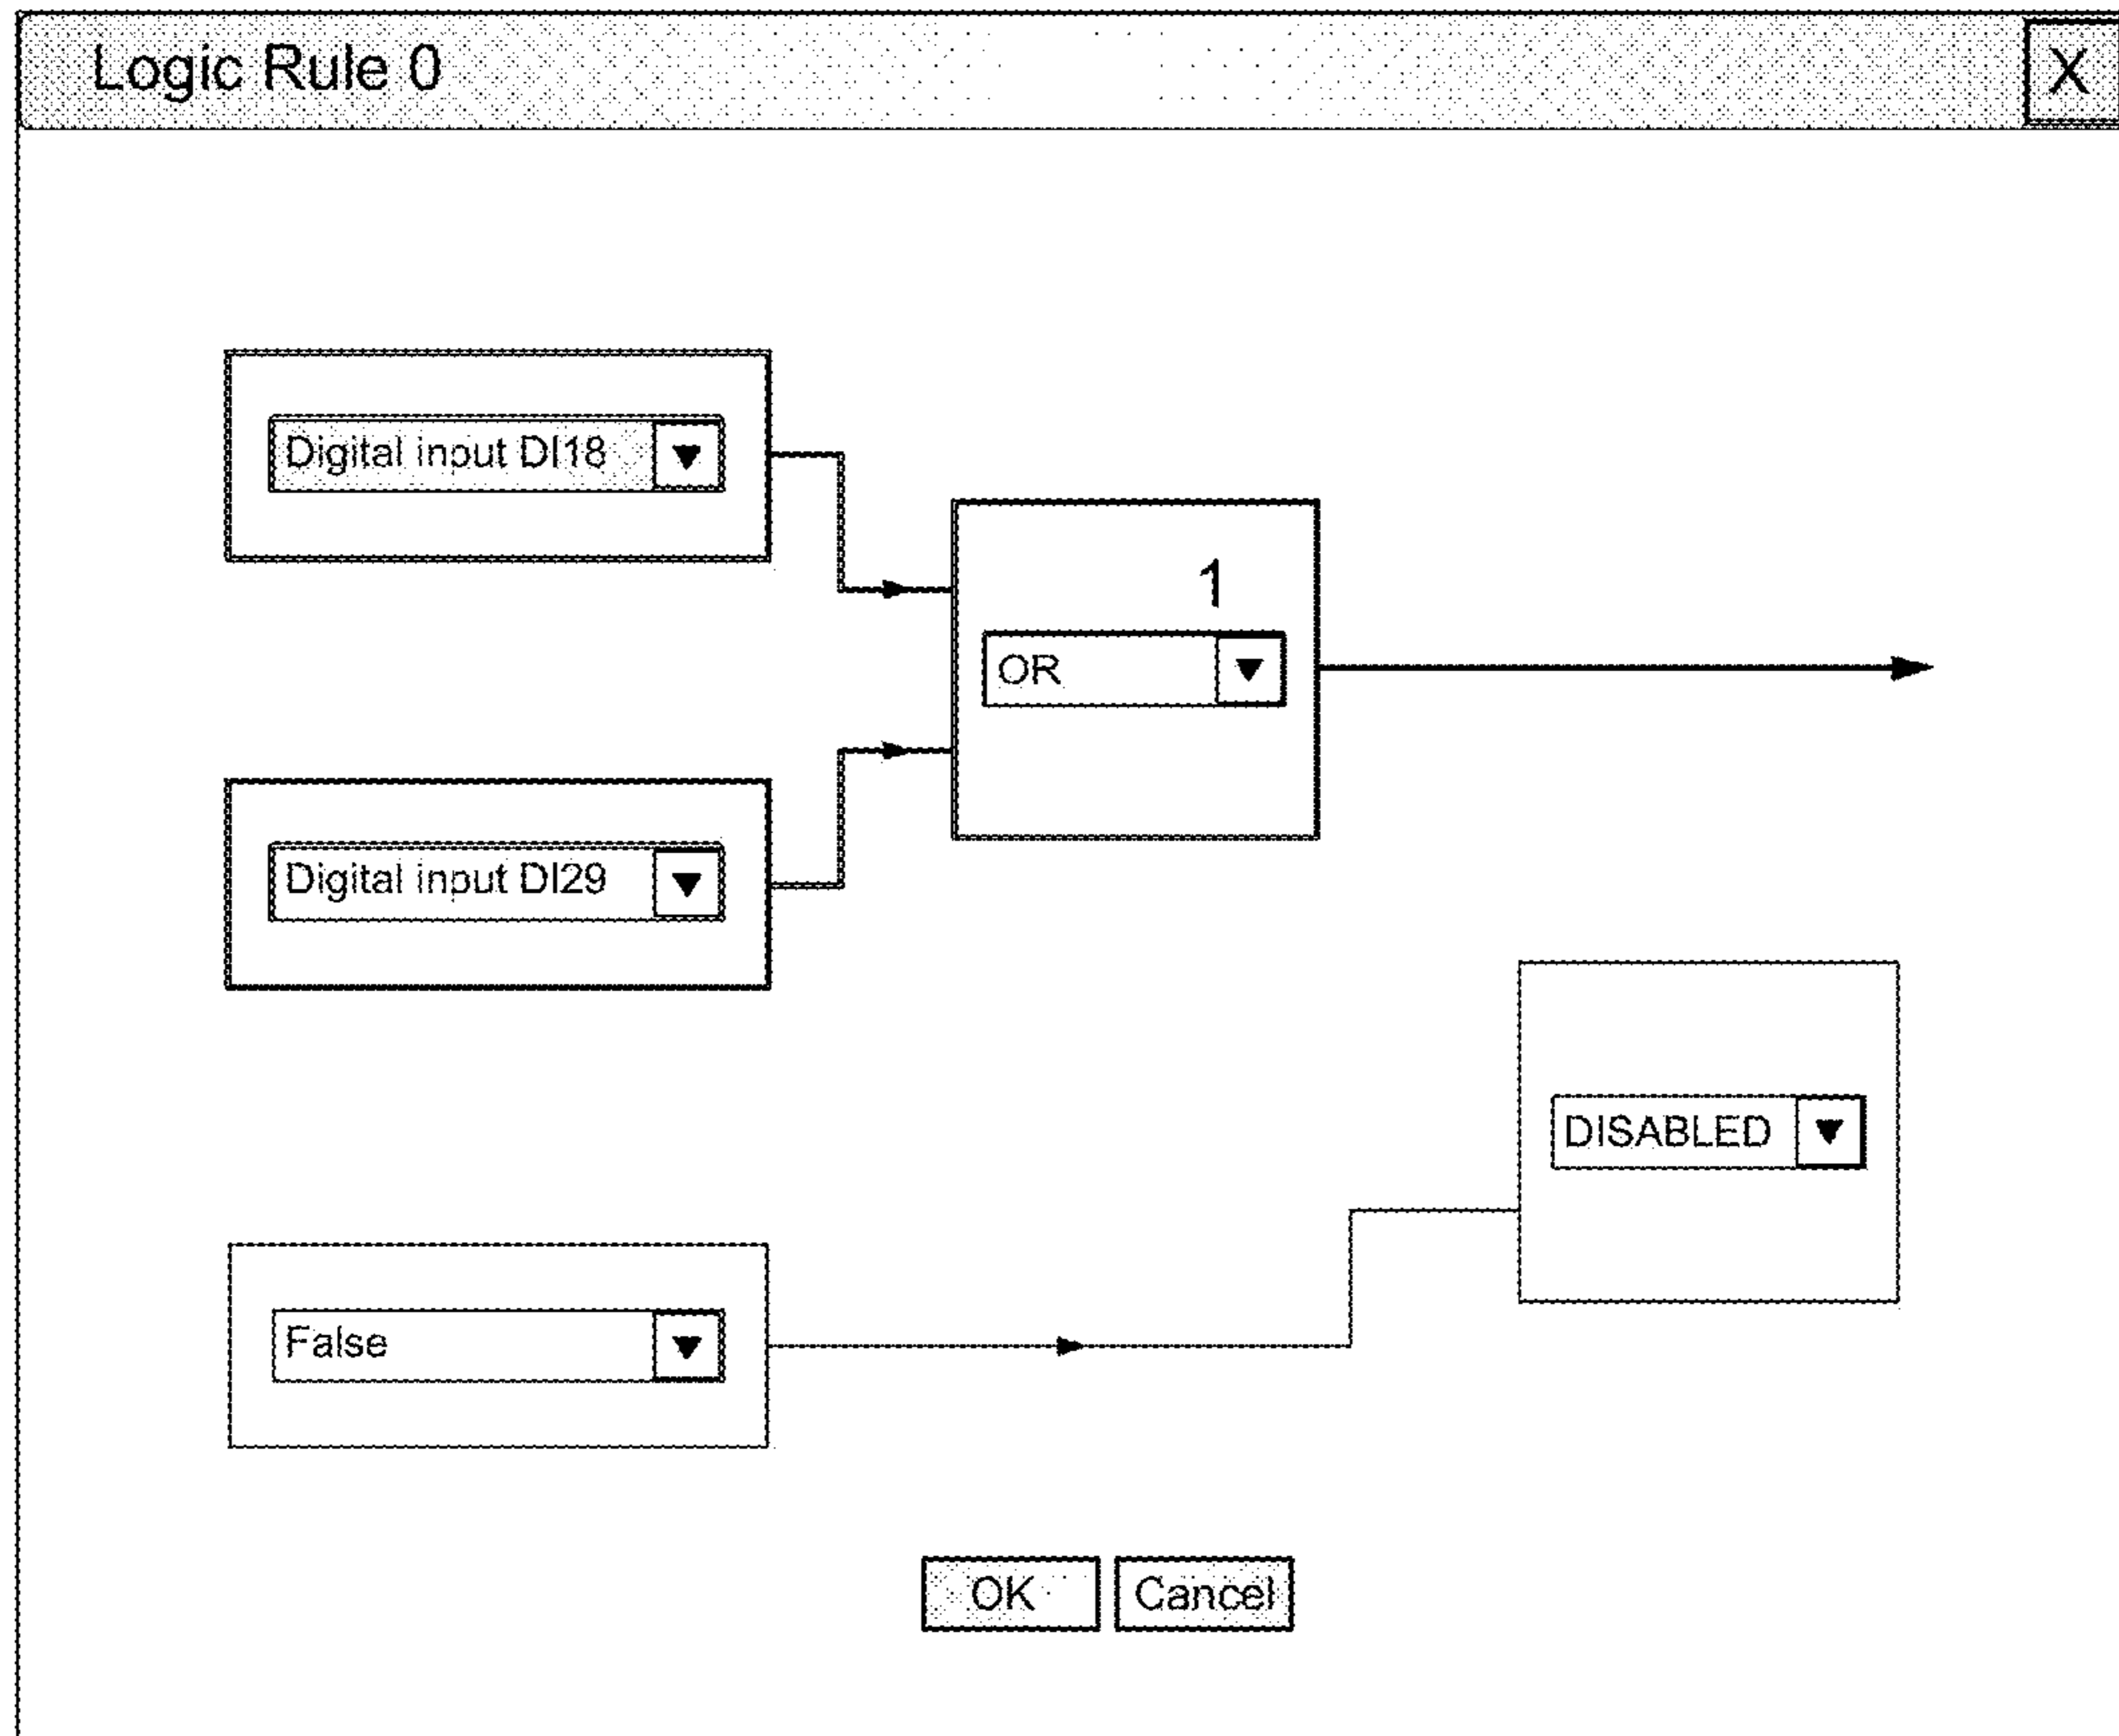 Logic Rule 0
X
Digital input DI18
1
OR
Digital input DI29
DISABLED
False
OK
Cancel